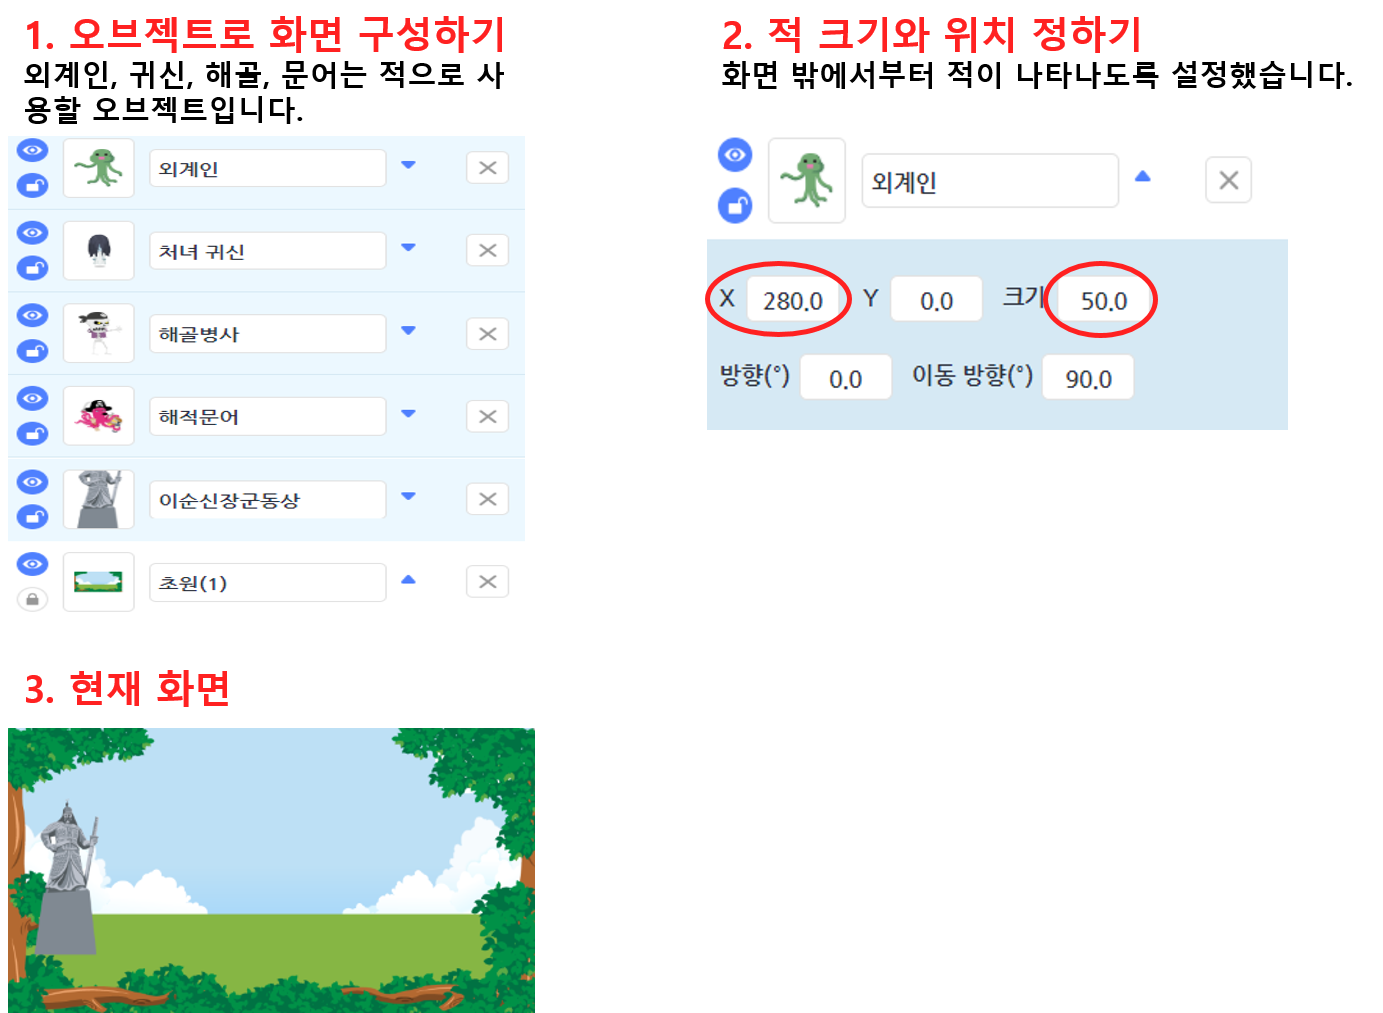 1. 오브젝트로 화면 구성하기
외계인, 귀신, 해골, 문어는 적으로 사
용할 오브젝트입니다.
외계인
처녀 귀신
해골병사
해적문어
이순신장군동상
초원(1)
2. 적 크기와 위치 정하기
화면 밖에서부터 적이 나타나도록 설정했습니다.
외계인
X 280.0 Y 0.0 크기 50.0
방향(°) 0.0 이동 방향(°) 90.0
3. 현재 화면